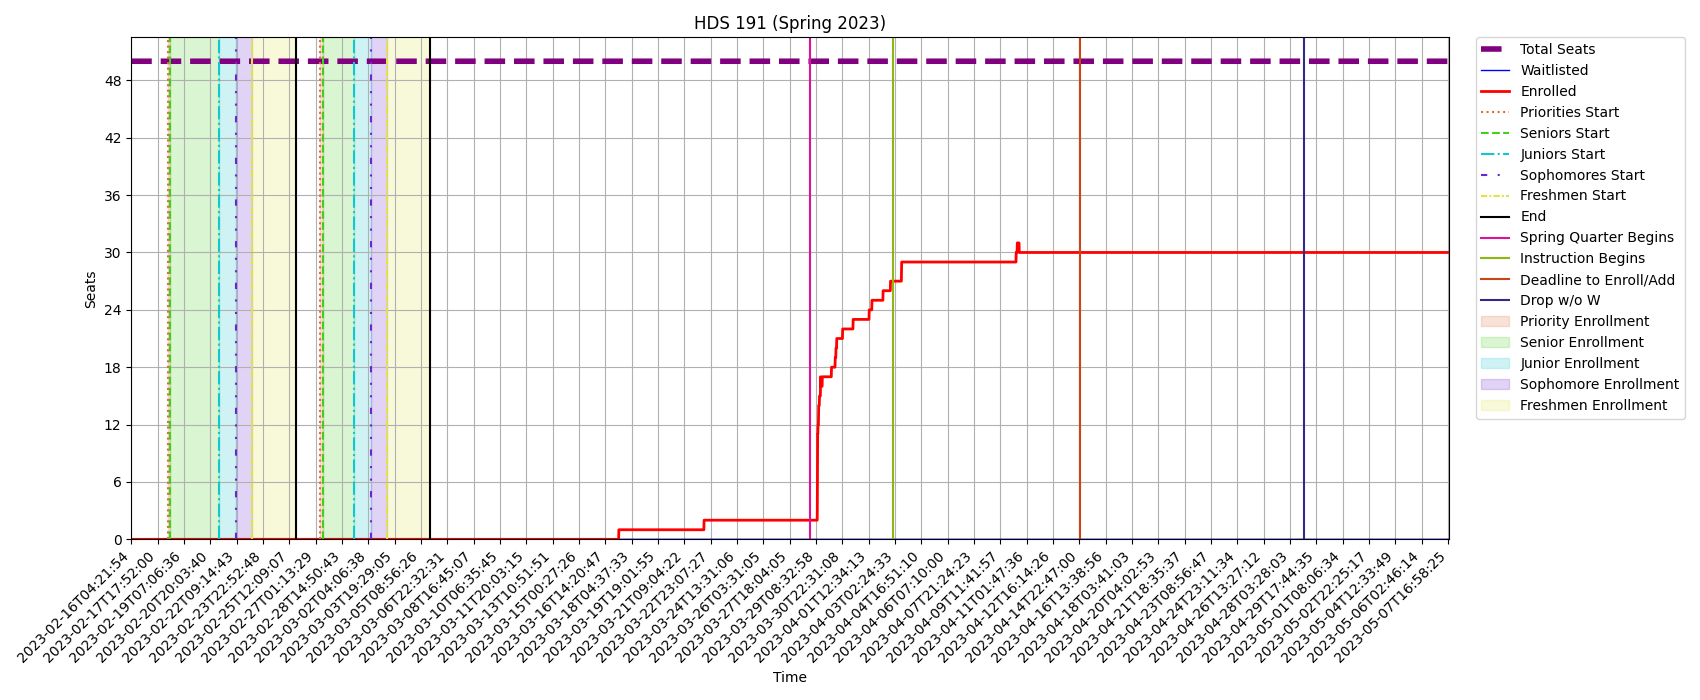 HDS 191 (Spring 2023)
Seats
48
42
36
30
24
18
12
6
0
2023-02-16T04:21:54
2023-02-17T17:52:00
2023-02-19T07:06:36
2023-02-20T20:03:40
2023-02-22T09:14:43
2023-02-23T22:52:48
2023-02-25T12:09:07
2023-02-27T01:13:29
2023-02-28T14:50:43
2023-03-02T04:06:38
2023-03-03T19:29:05
2023-03-05T08:56:26
2023-03-06T22:32:31
2023-03-08T16:45:07
2023-03-10T06:35:45
2023-03-11T20:03:15
2023-03-13T10:51:51
2023-03-15T00:27:26
2023-03-16T14:20:47
2023-03-18T04:37:33
2023-03-19T19:01:55
2023-03-21T09:04:22
2023-03-22T23:07:27
2023-03-24T13:31:06
2023-03-26T03:31:05
2023-03-27T18:04:05
2023-03-29T08:32:58
2023-03-30T22:31:08
2023-04-01T12:34:13
2023-04-03T02:24:33
2023-04-04T16:51:10
2023-04-06T07:10:00
2023-04-07T21:24:23
2023-04-09T11:41:57
2023-04-11T01:47:36
2023-04-12T16:14:26
2023-04-14T22:47:00
2023-04-16T13:38:56
2023-04-18T03:41:03
2023-04-20T04:02:53
2023-04-21T18:35:37
2023-04-23T08:56:47
2023-04-24T23:11:34
2023-04-26T13:27:12
2023-04-28T03:28:03
2023-04-29T17:44:35
2023-05-01T08:06:34
2023-05-02T22:25:17
2023-05-04T12:33:49
2023-05-06T02:46:14
2023-05-07T16:58:25
Time
Total Seats
Waitlisted
Enrolled
Priorities Start
Seniors Start
Juniors Start
Sophomores Start
Freshmen Start
End
Spring Quarter Begins
Instruction Begins
Deadline to Enroll/Add
Drop w/o W
Priority Enrollment
Senior Enrollment
Junior Enrollment
Sophomore Enrollment
Freshmen Enrollment